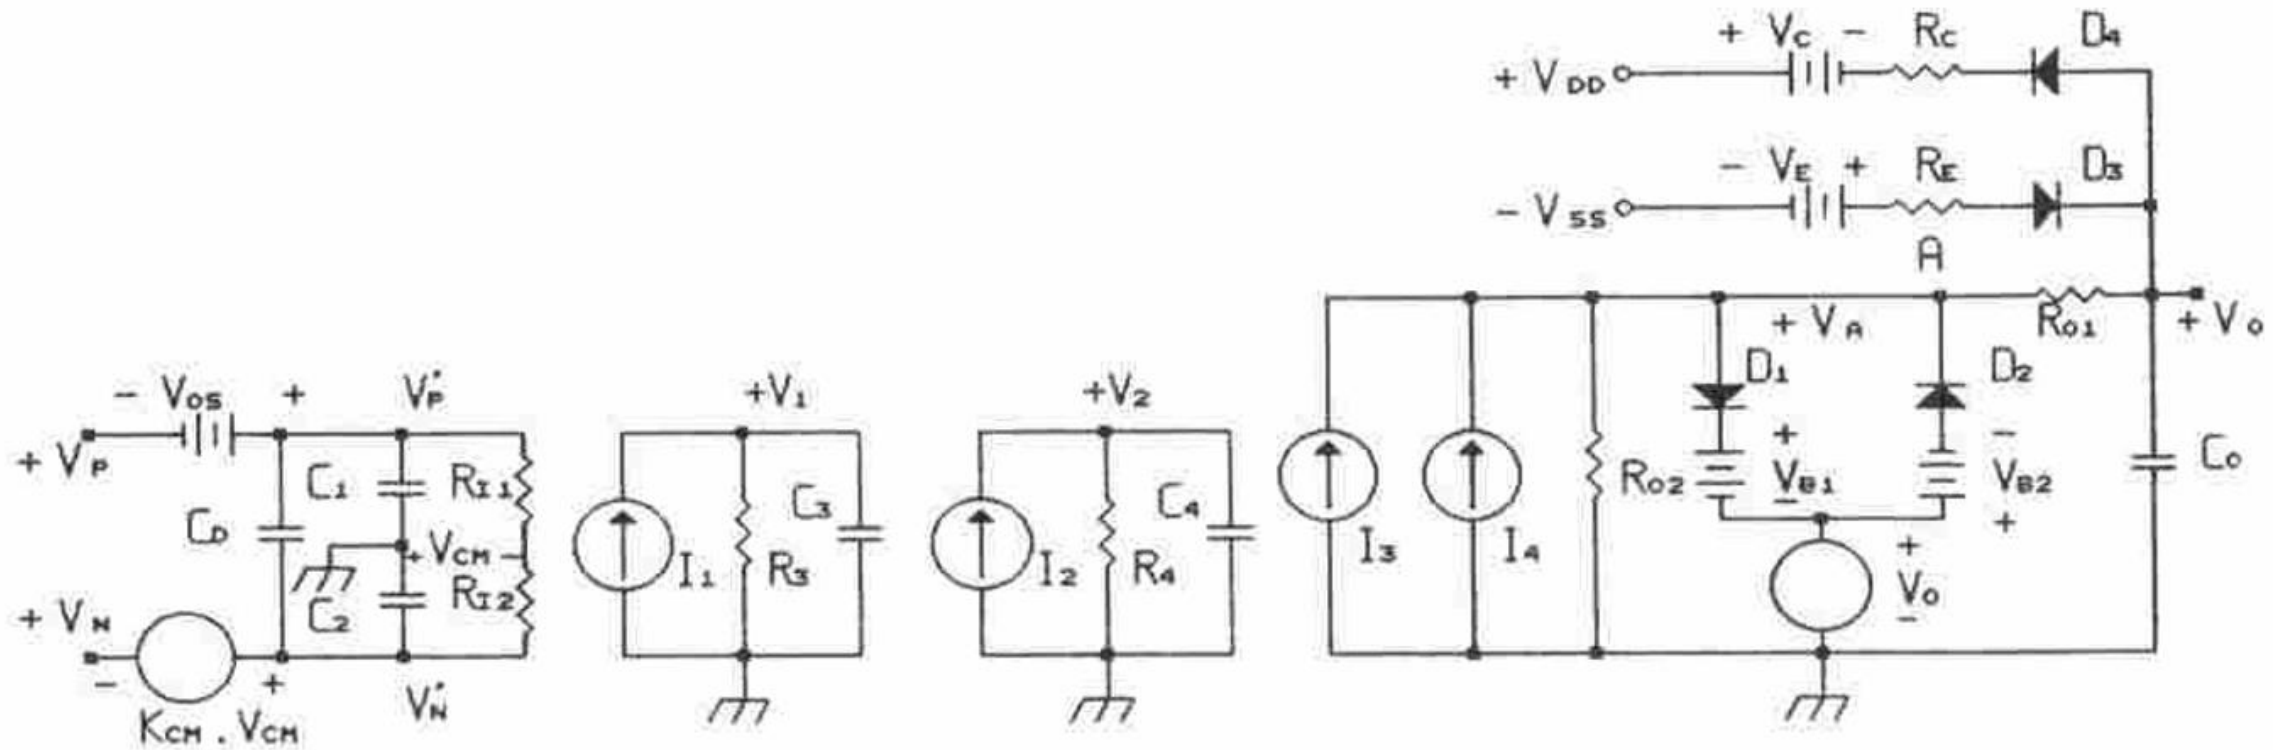 + Vc - Rc D4
+ VDD
- VE + RE D3
- VSS
A
+ VA RO1 + VO
D1 D2
- VOS + VP* +V1 +V2
+ VP C1 RI1 C3 C4 RO2 + VB1 - - VB2 + CO
CD + VCM - I1 R3 I2 R4 I3 I4
+ VN C2 RI2 + VO -
- + VN*
KCM . VCM